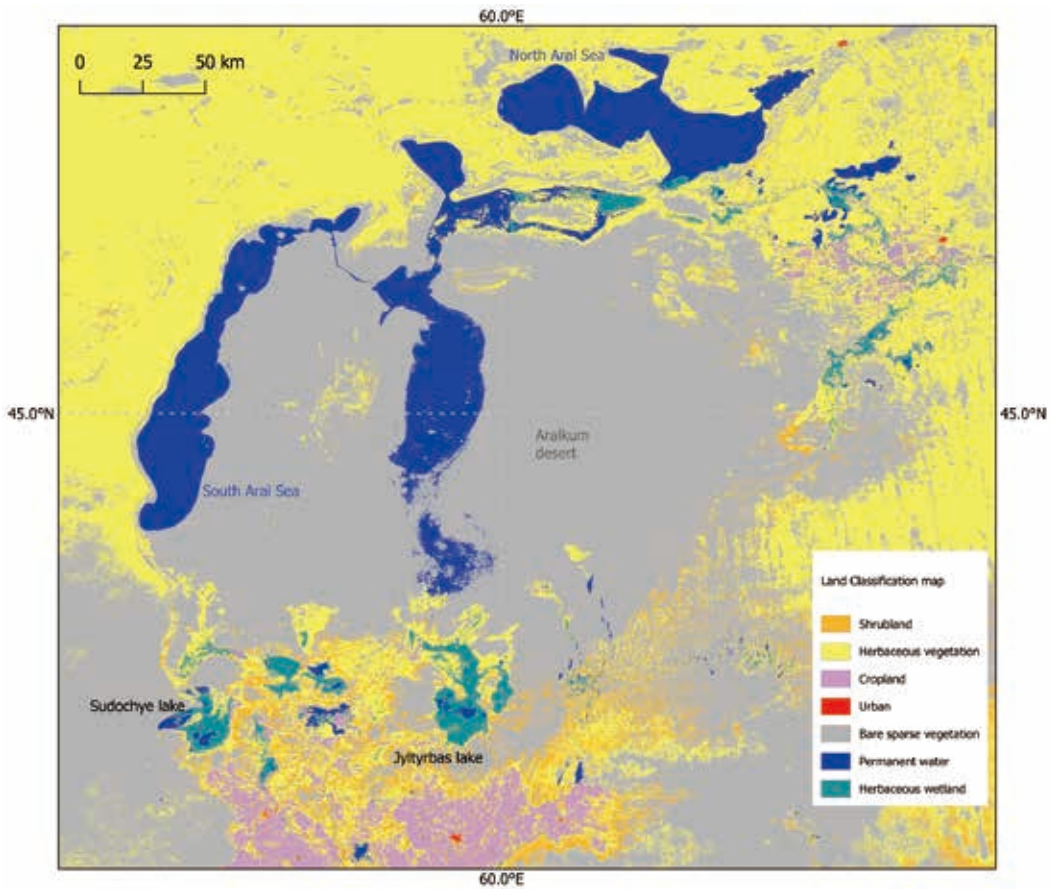 60.0°E
0 25 50 km
North Aral Sea
45.0°N
45.0°N
Aralkum
desert
South Aral Sea
Land Classification map
Shrubland
Herbaceous vegetation
Cropland
Urban
Bare sparse vegetation
Permanent water
Herbaceous wetland
Sudochye lake
Jyltyrbas lake
60.0°E